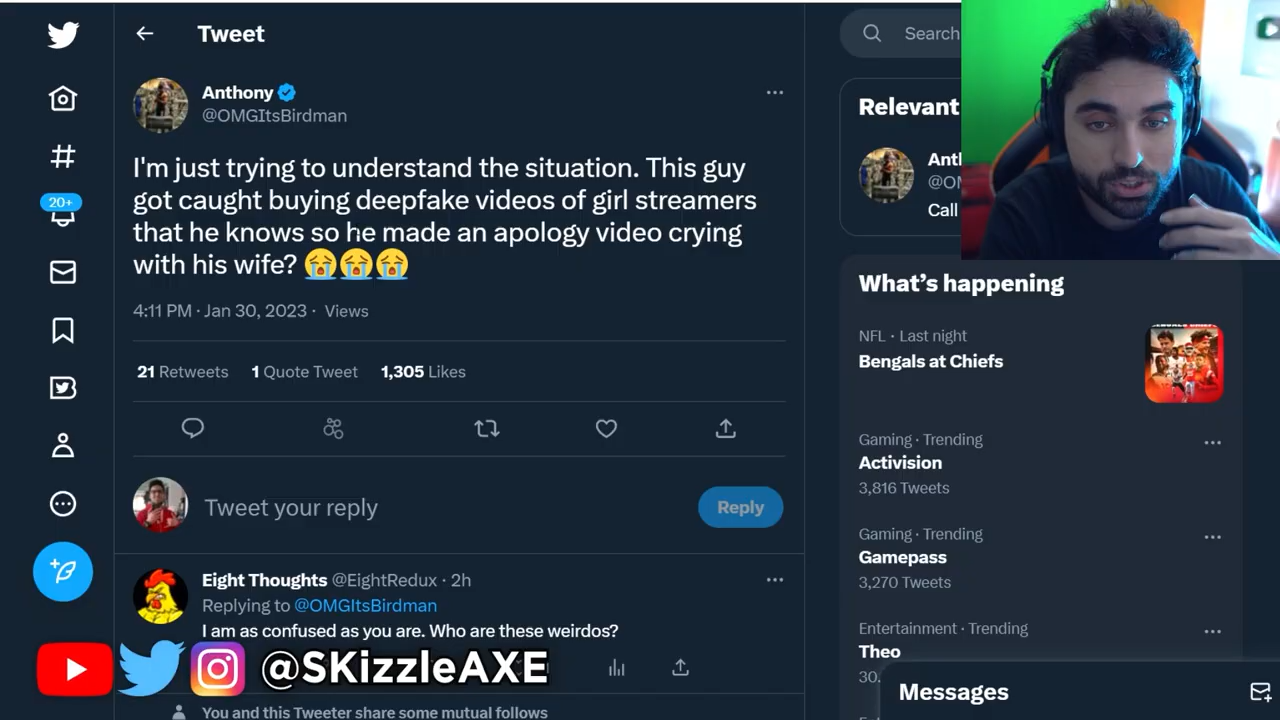 Tweet
Search
Anthony
@OMGItsBirdman
I'm just trying to understand the situation. This guy
got caught buying deepfake videos of girl streamers
that he knows so he made an apology video crying
with his wife? 😭😭😭
4:11 PM · Jan 30, 2023 · Views
21 Retweets 1 Quote Tweet 1,305 Likes
Tweet your reply
Reply
Eight Thoughts @EightRedux · 2h
Replying to @OMGItsBirdman
I am as confused as you are. Who are these weirdos?
You and this Tweeter share some mutual follows
20+
@SKizzleAXE
Relevant
Anth
@ON
Call
What's happening
NFL · Last night
Bengals at Chiefs
Gaming · Trending
Activision
3,816 Tweets
Gaming · Trending
Gamepass
3,270 Tweets
Entertainment · Trending
Theo
30.
Messages